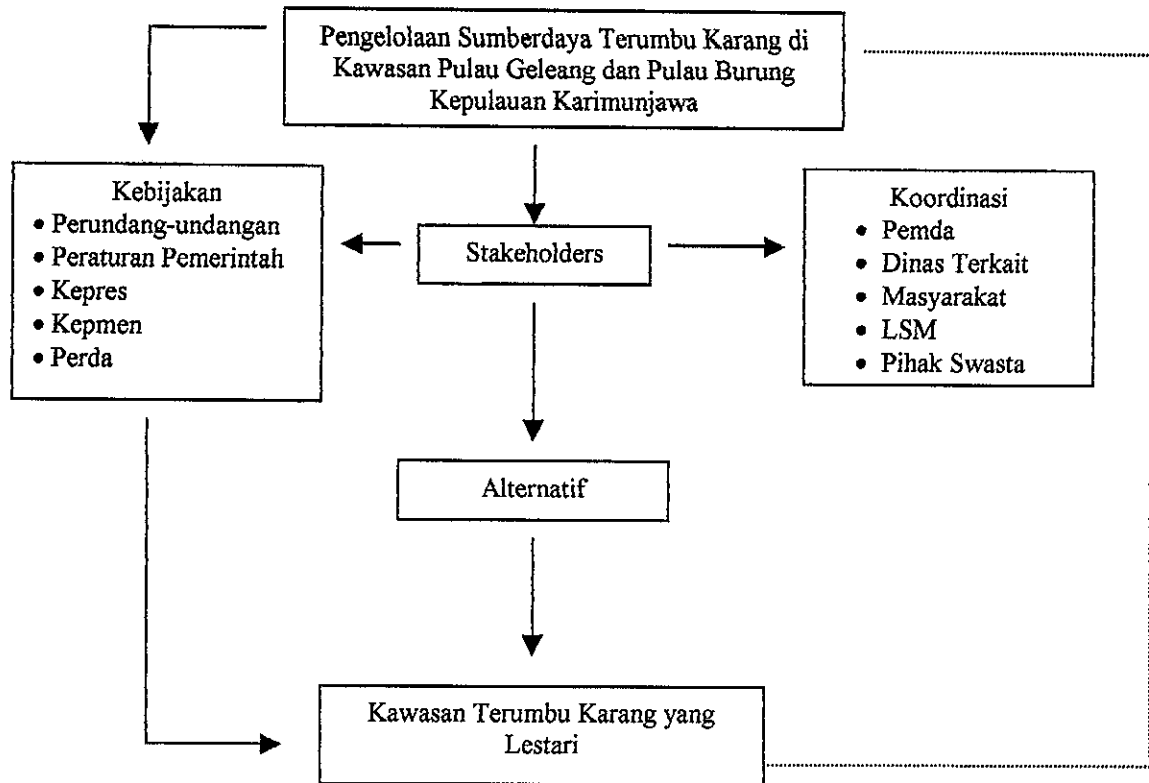 Pengelolaan Sumberdaya Terumbu Karang di
Kawasan Pulau Geleang dan Pulau Burung
Kepulauan Karimunjawa
Kebijakan
• Perundang-undangan
• Peraturan Pemerintah
• Kepres
• Kepmen
• Perda
Stakeholders
Koordinasi
• Pemda
• Dinas Terkait
• Masyarakat
• LSM
• Pihak Swasta
Alternatif
Kawasan Terumbu Karang yang
Lestari